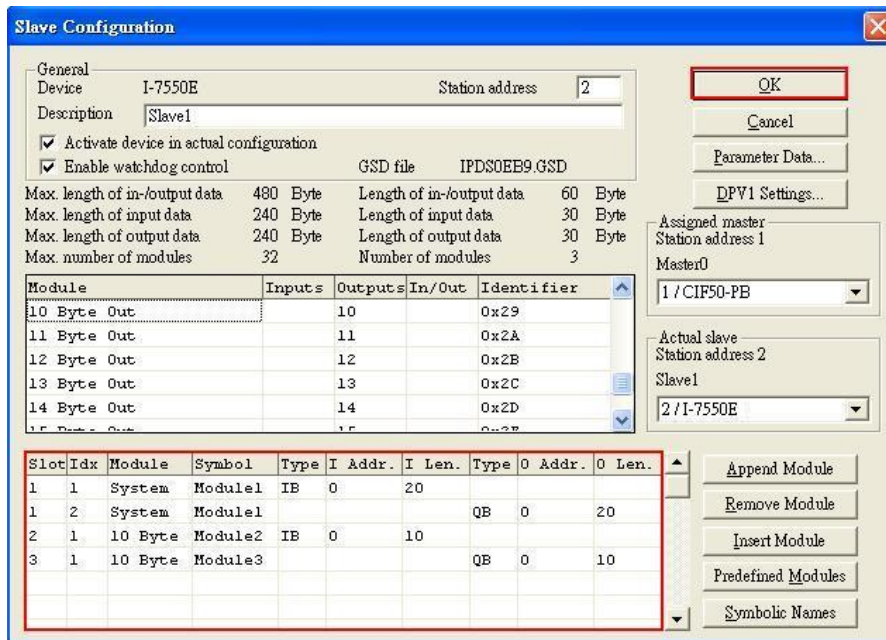 Slave Configuration
General
Device I-7550E Station address 2
Description Slave1
Activate device in actual configuration
Enable watchdog control GSD file IPDS0EB9.GSD
Max. length of in-/output data 480 Byte Length of in-/output data 60 Byte
Max. length of input data 240 Byte Length of input data 30 Byte
Max. length of output data 240 Byte Length of output data 30 Byte
Max. number of modules 32 Number of modules 3
Module Inputs Outputs In/Out Identifier
10 Byte Out 10 0x29
11 Byte Out 11 0x2A
12 Byte Out 12 0x2B
13 Byte Out 13 0x2C
14 Byte Out 14 0x2D
Slot Idx Module Symbol Type I Addr. I Len. Type O Addr. O Len.
1 1 System Module1 IB 0 20
1 2 System Module1 QB 0 20
2 1 10 Byte Module2 IB 0 10
3 1 10 Byte Module3 QB 0 10
OK
Cancel
Parameter Data...
DPV1 Settings...
Assigned master
Station address 1
Master0
1 / CIF50-PB
Actual slave
Station address 2
Slave1
2 / I-7550E
Append Module
Remove Module
Insert Module
Predefined Modules
Symbolic Names